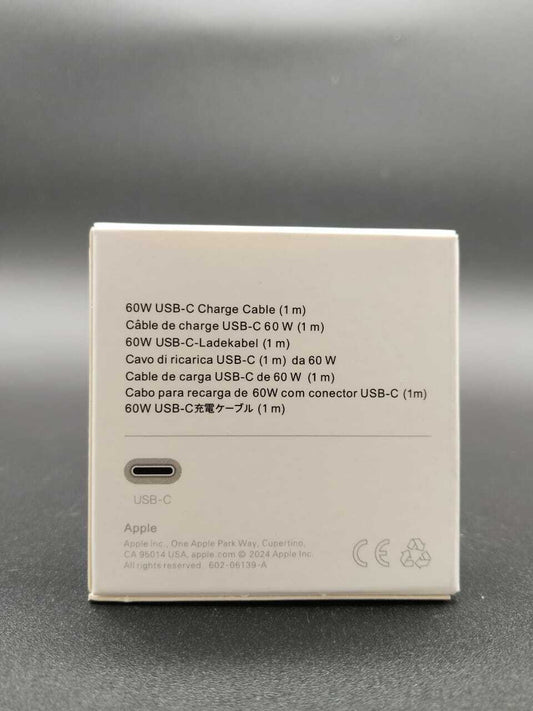 60W USB-C Charge Cable (1 m)
Câble de charge USB-C 60 W (1 m)
60W USB-C-Ladekabel (1 m)
Cavo di ricarica USB-C (1 m) da 60 W
Cable de carga USB-C de 60 W (1 m)
Cabo para recarga de 60W com conector USB-C (1m)
60W USB-C充電ケーブル (1 m)
USB-C
Apple
Apple Inc., One Apple Park Way, Cupertino,
CA 95014 USA, apple.com © 2024 Apple Inc.
All rights reserved. 602-06139-A
CE